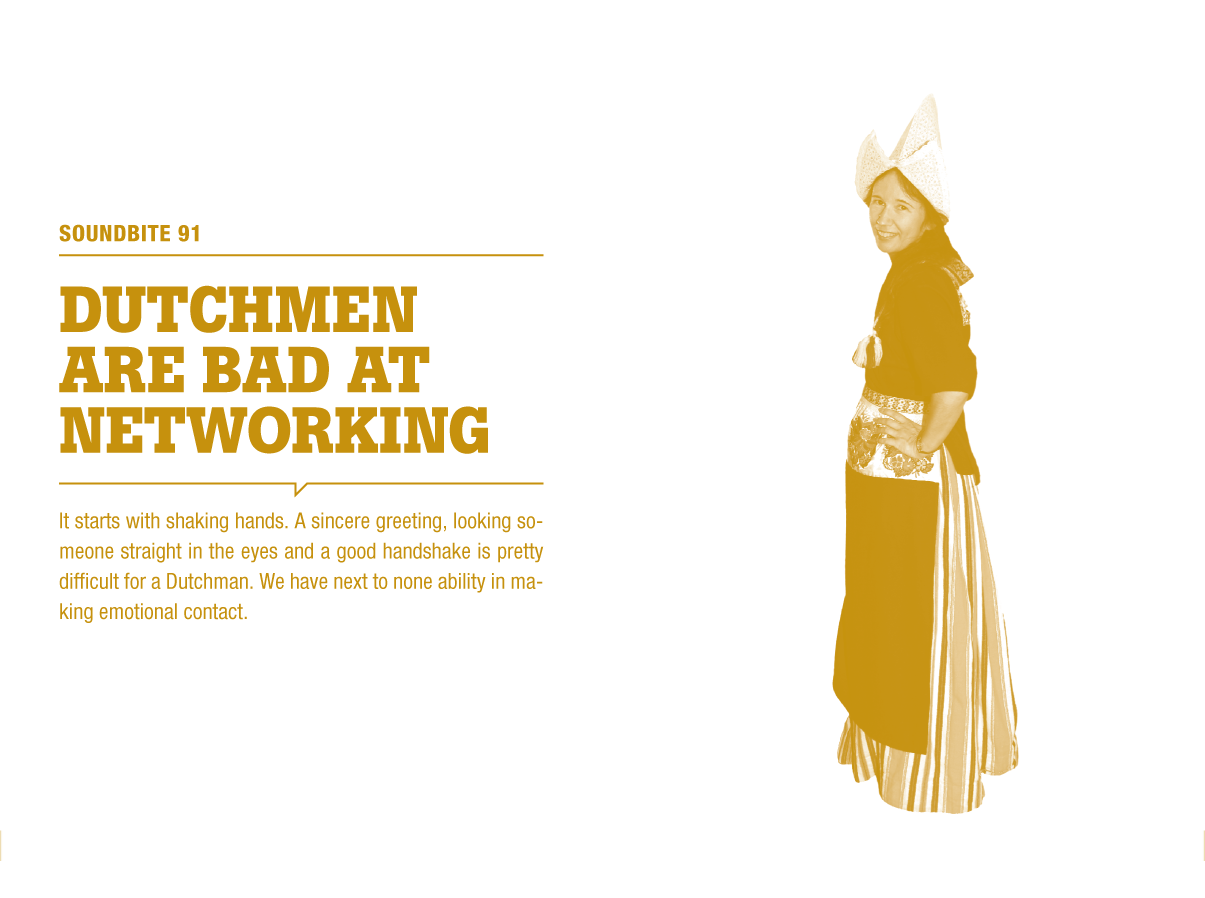 SOUNDBITE 91
DUTCHMEN
ARE BAD AT
NETWORKING
It starts with shaking hands. A sincere greeting, looking so-
meone straight in the eyes and a good handshake is pretty
difficult for a Dutchman. We have next to none ability in ma-
king emotional contact.